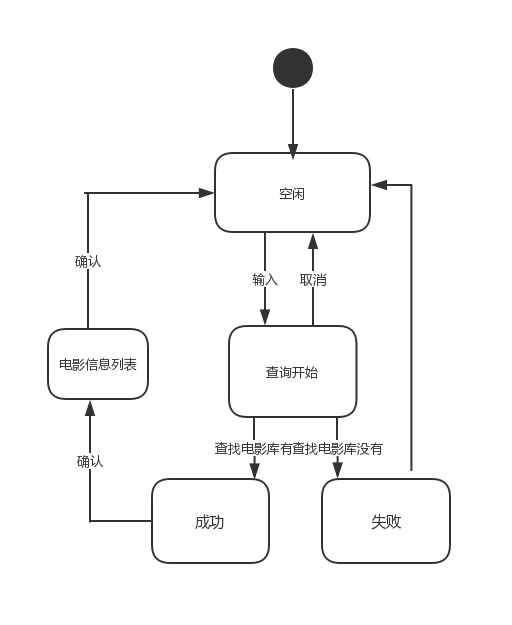 空闲
确认
输入
取消
电影信息列表
查询开始
查找电影库有
查找电影库没有
确认
成功
失败